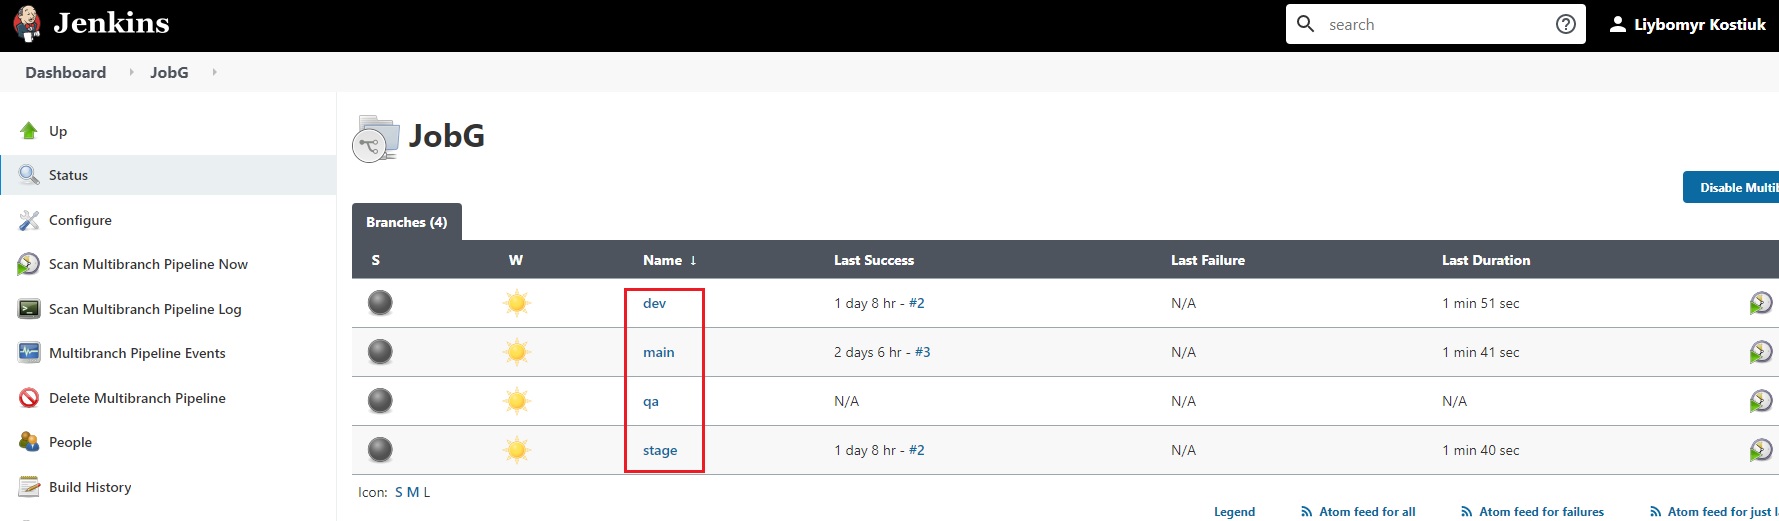 Jenkins
search
Liybomyr Kostiuk
Dashboard JobG
Up
Status
Configure
Scan Multibranch Pipeline Now
Scan Multibranch Pipeline Log
Multibranch Pipeline Events
Delete Multibranch Pipeline
People
Build History
JobG
Disable Multib
Branches (4)
S W Name ↓ Last Success Last Failure Last Duration
dev 1 day 8 hr - #2 N/A 1 min 51 sec
main 2 days 6 hr - #3 N/A 1 min 41 sec
qa N/A N/A N/A
stage 1 day 8 hr - #2 N/A 1 min 40 sec
Icon: S M L
Legend Atom feed for all Atom feed for failures Atom feed for just l